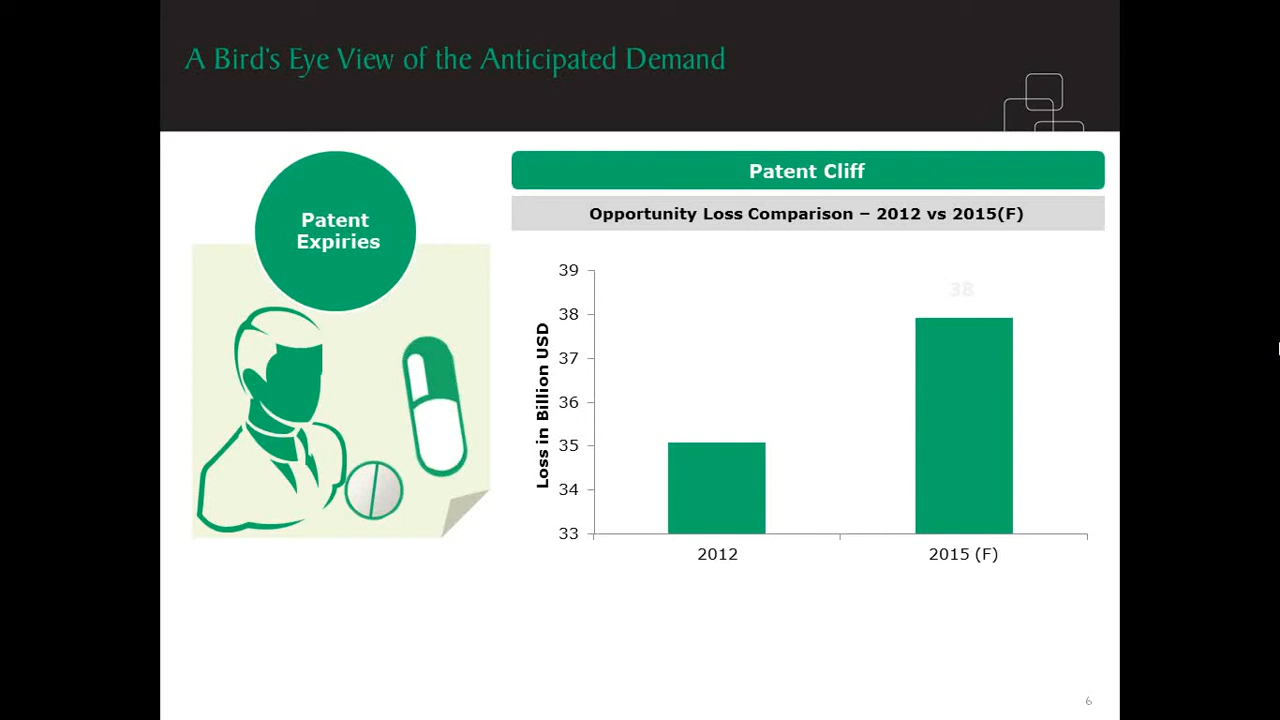 A Bird's Eye View of the Anticipated Demand
Patent
Expiries
Patent Cliff
Opportunity Loss Comparison – 2012 vs 2015(F)
Loss in Billion USD
39
38
37
36
35
34
33
38
2012
2015 (F)
6